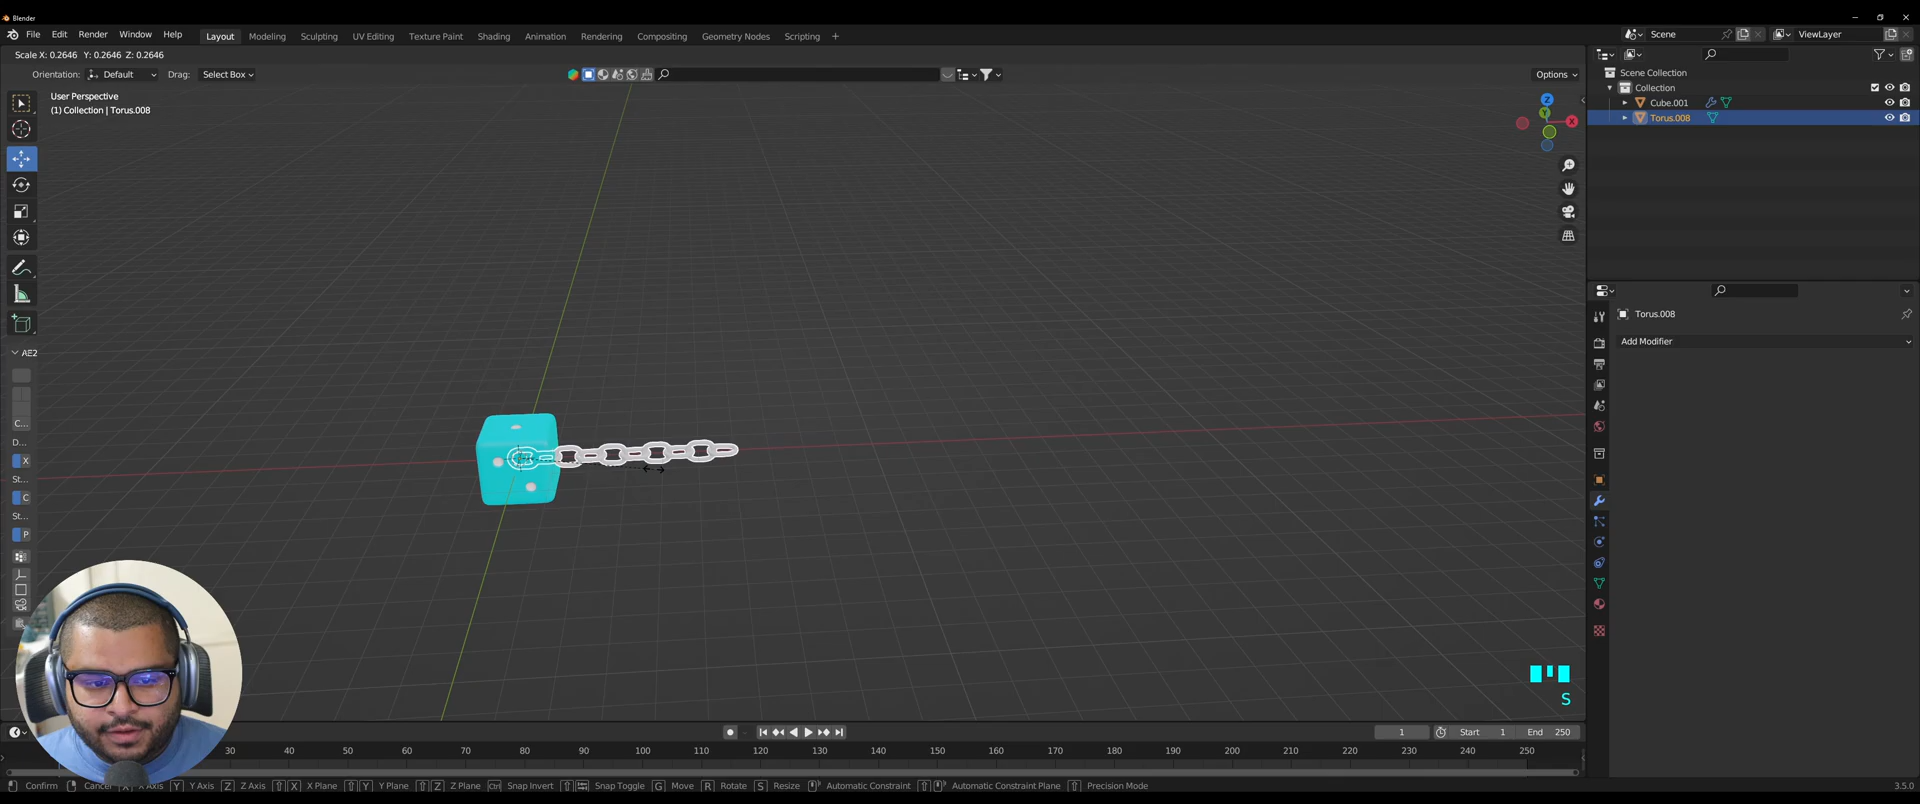 Blender
File Edit Render Window Help Layout Modeling Sculpting UV Editing Texture Paint Shading Animation Rendering Compositing Geometry Nodes Scripting + Scene ViewLayer
Scale X: 0.2646 Y: 0.2646 Z: 0.2646
Orientation: Default Drag: Select Box Options
User Perspective
(1) Collection | Torus.008
Z
Y
X
Scene Collection
Collection
Cube.001
Torus.008
Torus.008
Add Modifier
AE2
C...
D...
X
St...
C
St...
P
S
1 Start 1 End 250
30 40 50 60 70 80 90 100 110 120 130 140 150 160 170 180 190 200 210 220 230 240 250
Confirm Cancel X X Axis Y Y Axis Z Z Axis X X Plane Y Y Plane Z Z Plane Ctrl Snap Invert Snap Toggle G Move R Rotate S Resize Automatic Constraint Automatic Constraint Plane Precision Mode 3.5.0